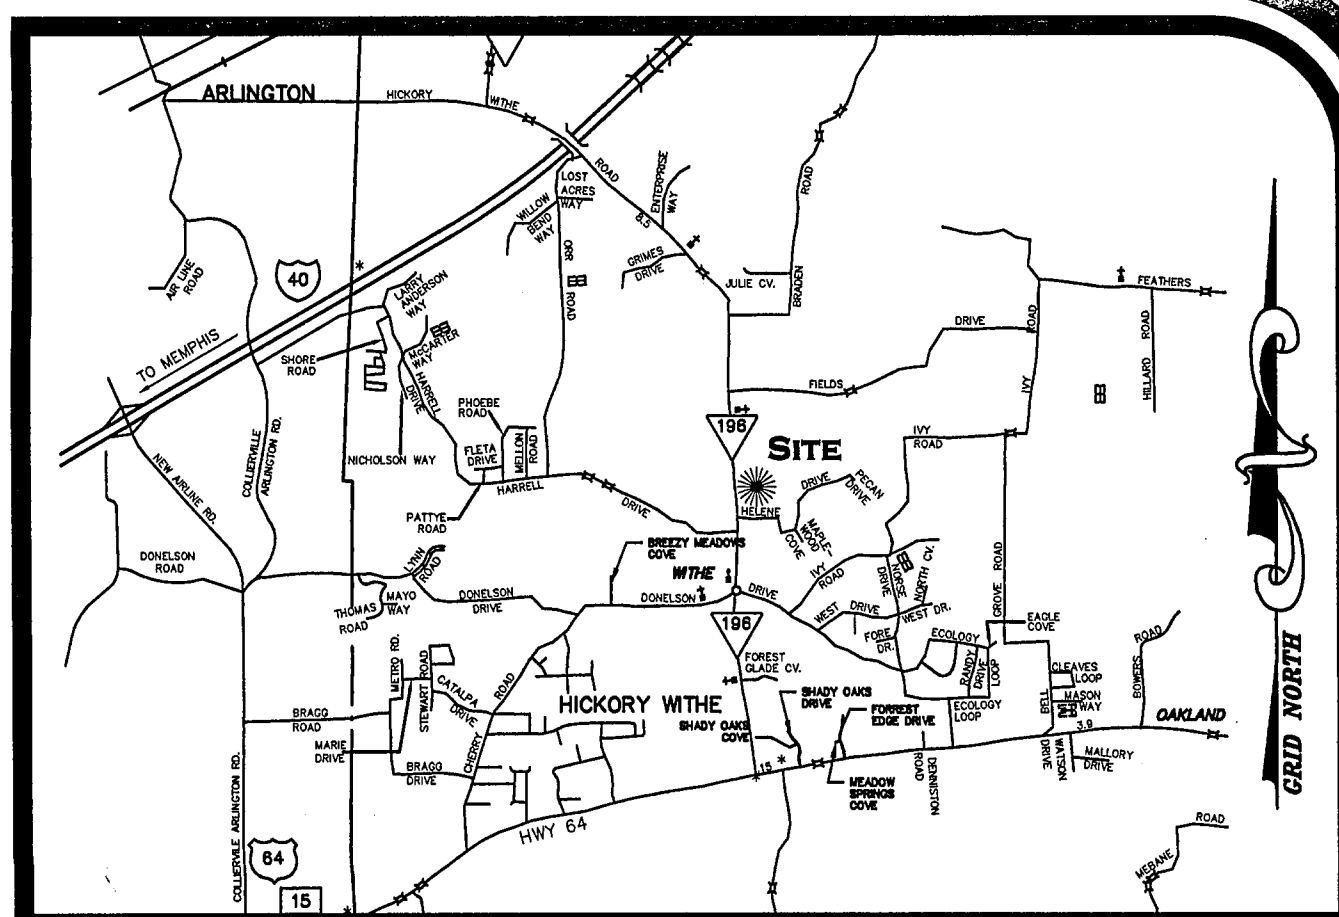 ARLINGTON
HICKORY
WITHE
ROAD
LOST
ACRES
WAY
WILLOW
BEND
WAY
ENTERPRISE
WAY
8.5
ORR
ROAD
GRIMES
DRIVE
JULIE CV.
BRADEN
ROAD
AIR LINE
ROAD
40
LARRY
ANDERSON
WAY
FEATHERS
HILLARD ROAD
TO MEMPHIS
SHORE
ROAD
McCARTER
WAY
HARRELL
DRIVE
DRIVE
ROAD
IVY
FIELDS
PHOEBE
ROAD
196
SITE
IVY
ROAD
NICHOLSON WAY
FLETA
DRIVE
MELLON
ROAD
COLLIERVILLE
ARLINGTON RD.
NEW AIRLINE RD.
HARRELL
DRIVE
HELENE
DRIVE
PECAN
DRIVE
MAPLE-
WOOD
COVE
PATTYE
ROAD
BREEZY MEADOWS
COVE
WITHE
IVY
ROAD
NORSE
DRIVE
NORTH CV.
GROVE ROAD
DONELSON
ROAD
LYNN
ROAD
THOMAS
ROAD
MAYO
WAY
DONELSON
DRIVE
DONELSON
DRIVE
WEST DRIVE
WEST DR.
196
FORE
DR.
ECOLOGY
EAGLE
COVE
RANDY
DRIVE
LOOP
FOREST
GLADE CV.
METRO RD.
STEWART ROAD
CATALPA
DRIVE
CHERRY
ROAD
HICKORY WITHE
SHADY OAKS
DRIVE
SHADY OAKS
COVE
FORREST
EDGE DRIVE
ECOLOGY
LOOP
CLEAVES
LOOP
MASON
WAY
BELL
DRIVE
BOWERS
ROAD
3.9
OAKLAND
BRAGG
ROAD
MARIE
DRIVE
BRAGG
DRIVE
15
MEADOW
SPRINGS
COVE
DENNISTON
ROAD
WATSON
MALLORY
DRIVE
HWY 64
COLLIERVILLE ARLINGTON RD.
64
15
MEBANE
ROAD
GRID NORTH